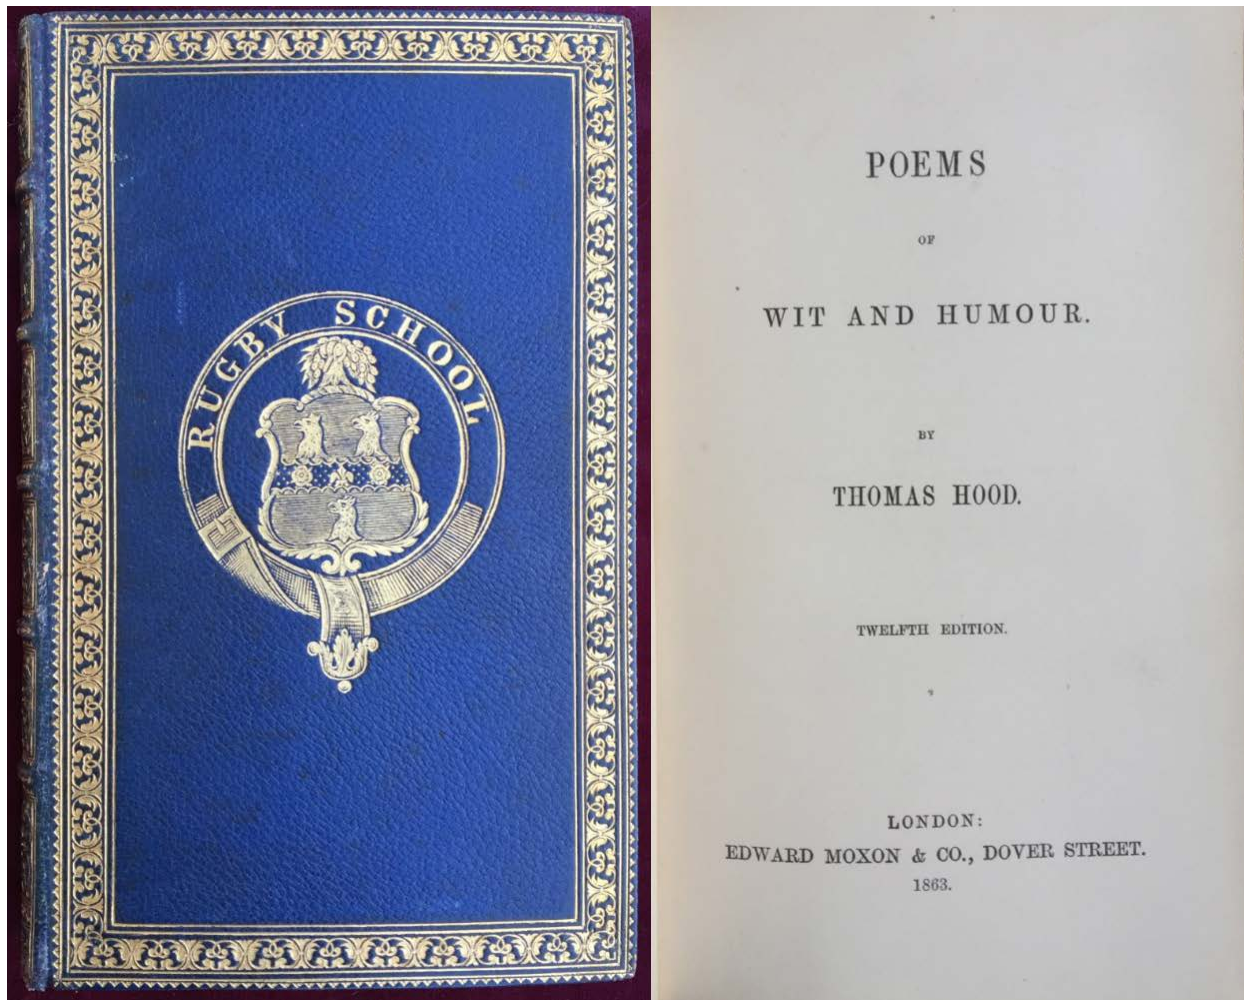 RUGBY SCHOOL
POEMS
OF
WIT AND HUMOUR.
BY
THOMAS HOOD.
TWELFTH EDITION.
LONDON:
EDWARD MOXON & CO., DOVER STREET.
1863.